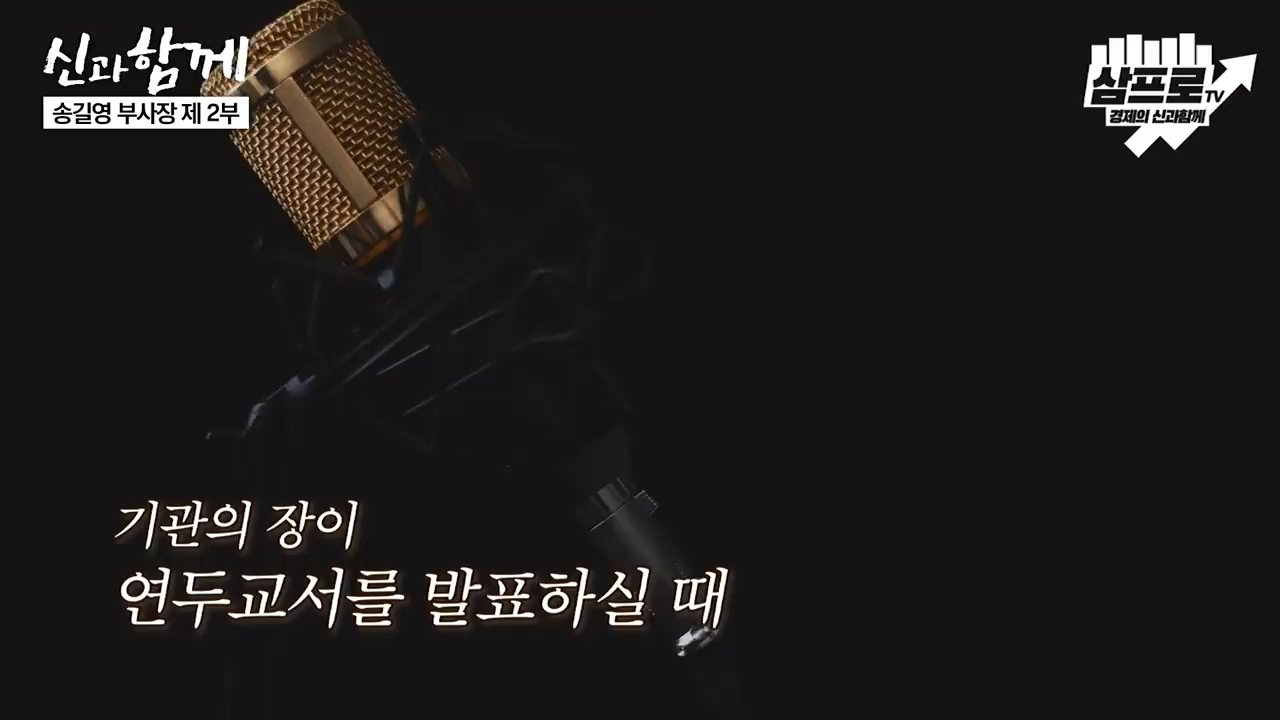 신과함께
송길영 부사장 제 2부
삼프로TV
경제의 신과함께
기관의 장이
연두교서를 발표하실 때